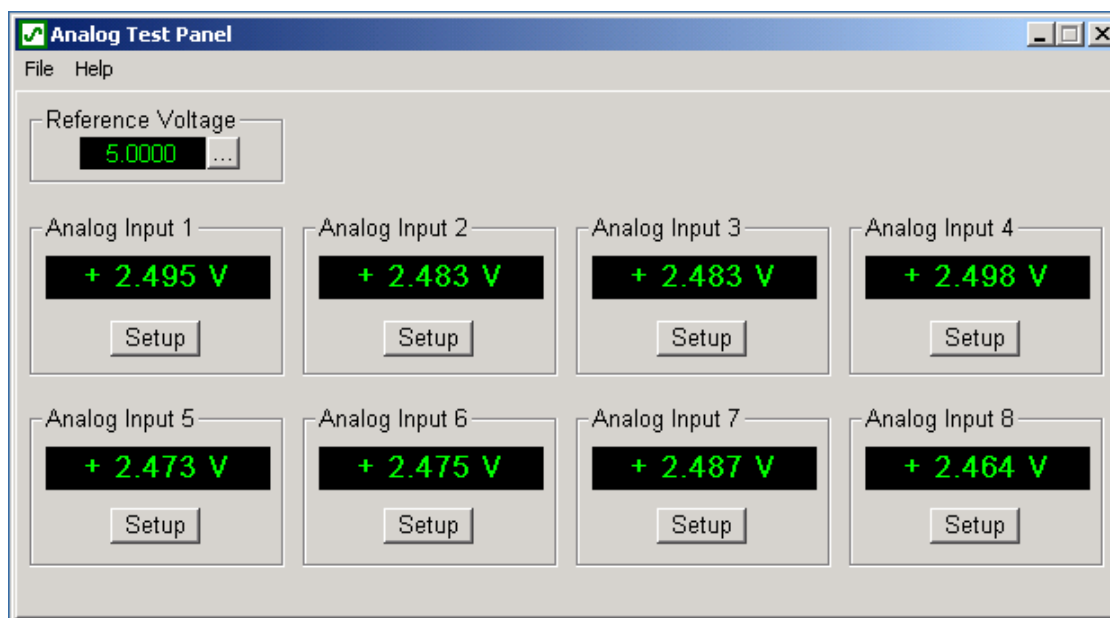 Analog Test Panel
File Help
Reference Voltage
5.0000 ...
Analog Input 1 Analog Input 2 Analog Input 3 Analog Input 4
+ 2.495 V + 2.483 V + 2.483 V + 2.498 V
Setup Setup Setup Setup
Analog Input 5 Analog Input 6 Analog Input 7 Analog Input 8
+ 2.473 V + 2.475 V + 2.487 V + 2.464 V
Setup Setup Setup Setup